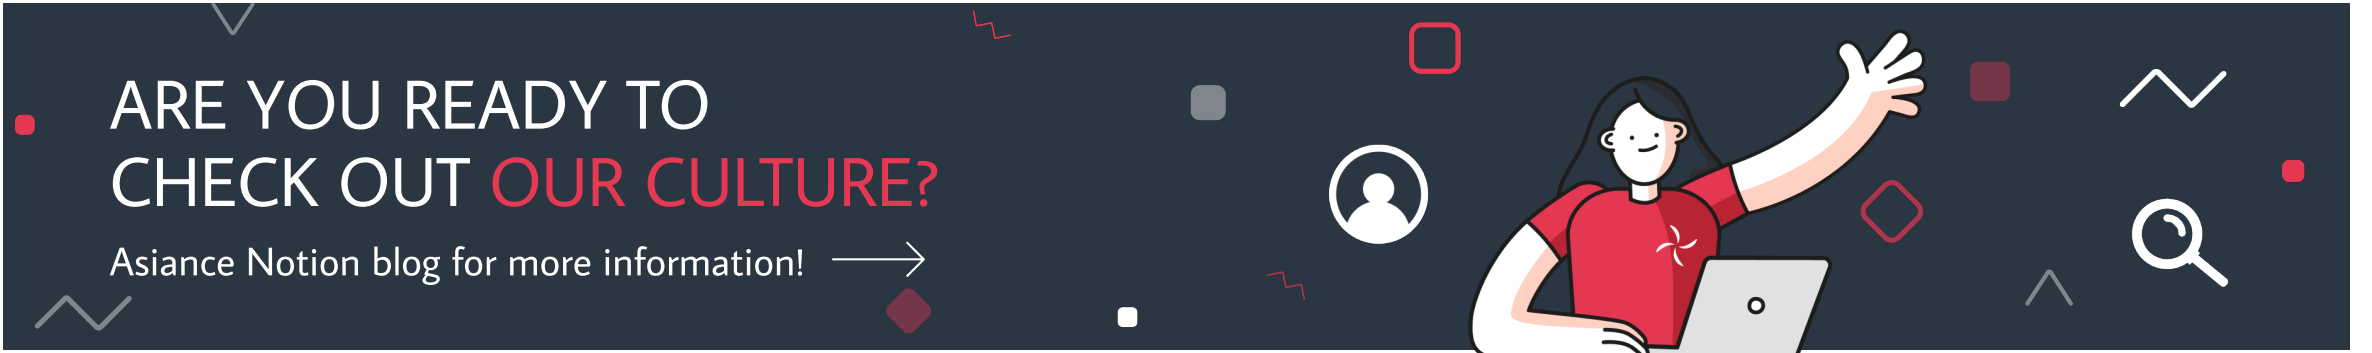 ARE YOU READY TO
CHECK OUT OUR CULTURE?
Asiance Notion blog for more information!